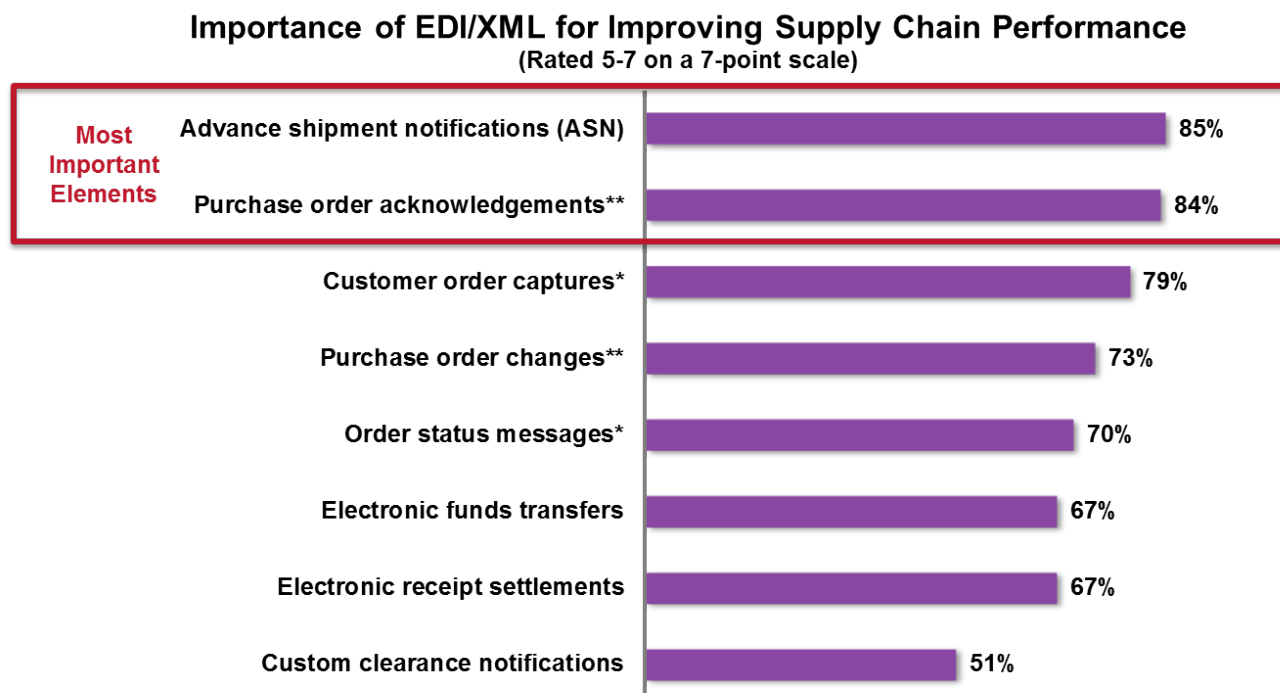 Importance of EDI/XML for Improving Supply Chain Performance
(Rated 5-7 on a 7-point scale)
Most
Important
Elements
Advance shipment notifications (ASN) 85%
Purchase order acknowledgements** 84%
Customer order captures* 79%
Purchase order changes** 73%
Order status messages* 70%
Electronic funds transfers 67%
Electronic receipt settlements 67%
Custom clearance notifications 51%